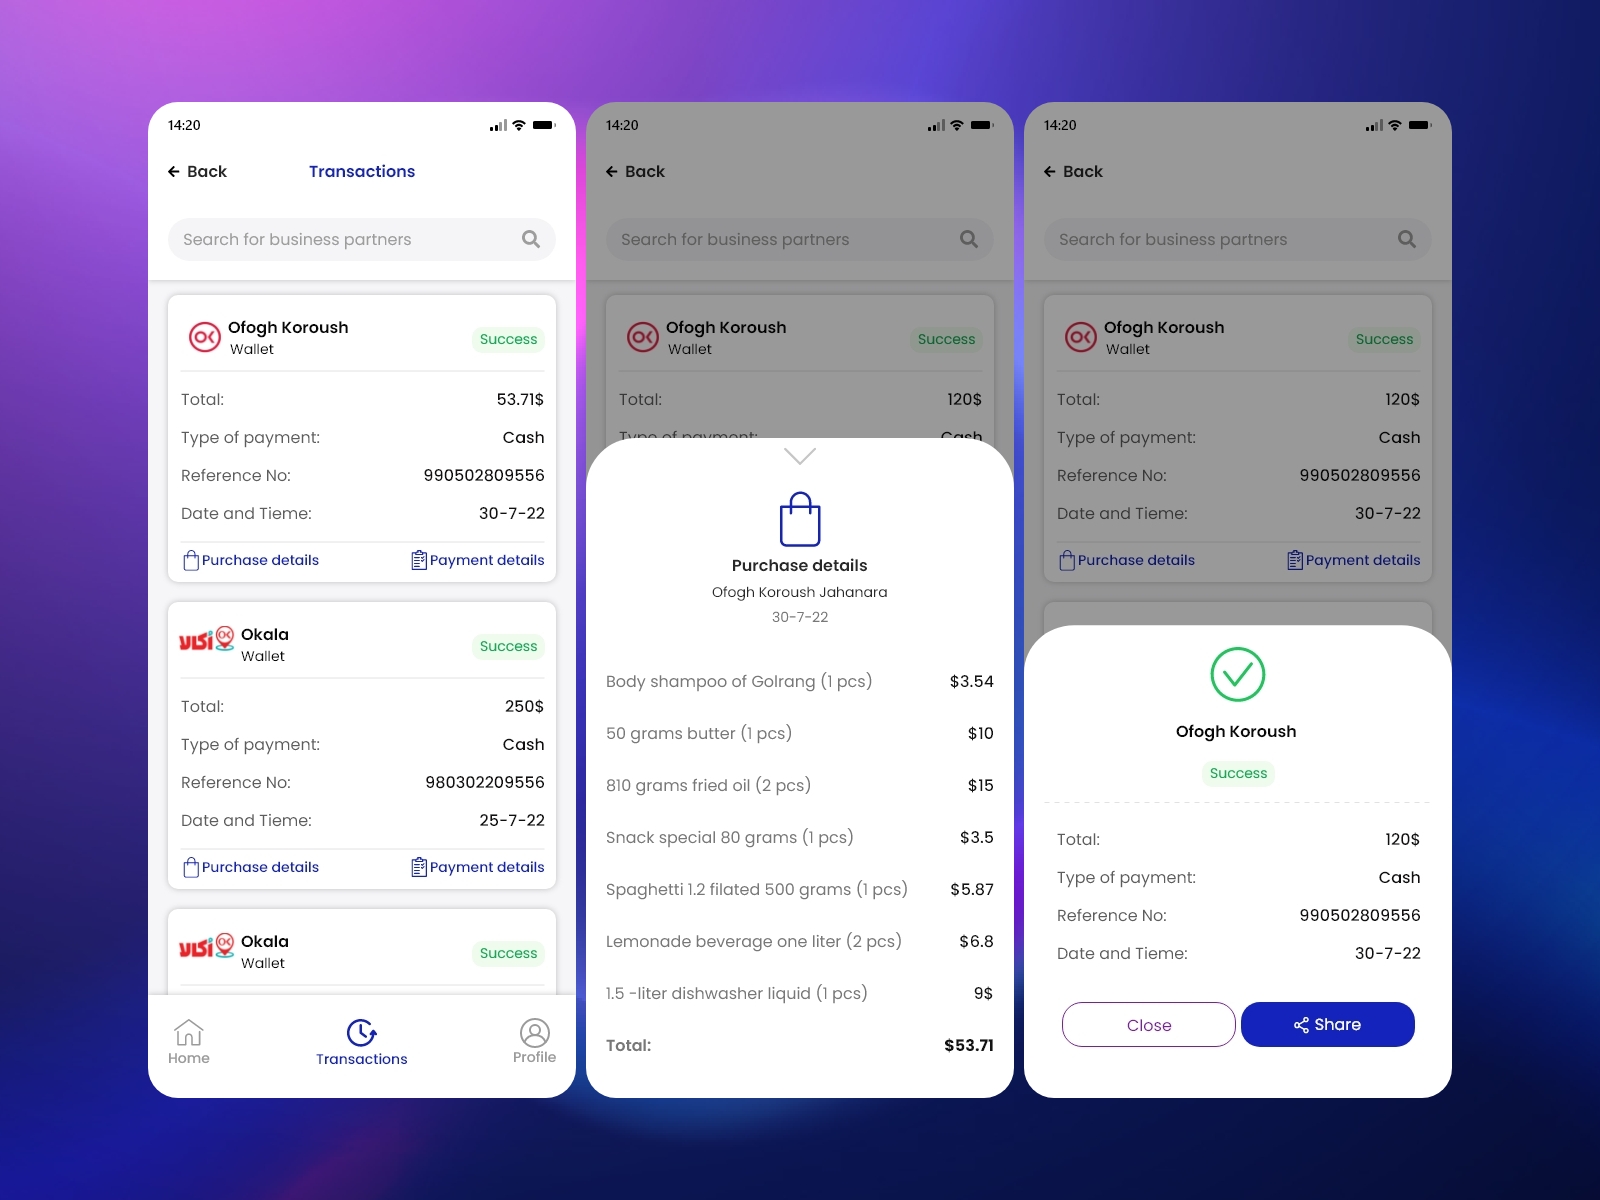 14:20
← Back
Transactions
Search for business partners
OK
Ofogh Koroush
Wallet
Success
Total: 53.71$
Type of payment: Cash
Reference No: 990502809556
Date and Tieme: 30-7-22
Purchase details Payment details
اکالا OK
Okala
Wallet
Success
Total: 250$
Type of payment: Cash
Reference No: 980302209556
Date and Tieme: 25-7-22
Purchase details Payment details
اکالا OK
Okala
Wallet
Success
Home
Transactions
Profile
14:20
← Back
Search for business partners
OK
Ofogh Koroush
Wallet
Success
Total: 120$
Type of payment: Cash
Purchase details
Ofogh Koroush Jahanara
30-7-22
Body shampoo of Golrang (1 pcs) $3.54
50 grams butter (1 pcs) $10
810 grams fried oil (2 pcs) $15
Snack special 80 grams (1 pcs) $3.5
Spaghetti 1.2 filated 500 grams (1 pcs) $5.87
Lemonade beverage one liter (2 pcs) $6.8
1.5 -liter dishwasher liquid (1 pcs) 9$
Total: $53.71
14:20
← Back
Search for business partners
OK
Ofogh Koroush
Wallet
Success
Total: 120$
Type of payment: Cash
Reference No: 990502809556
Date and Tieme: 30-7-22
Purchase details Payment details
Ofogh Koroush
Success
Total: 120$
Type of payment: Cash
Reference No: 990502809556
Date and Tieme: 30-7-22
Close
Share